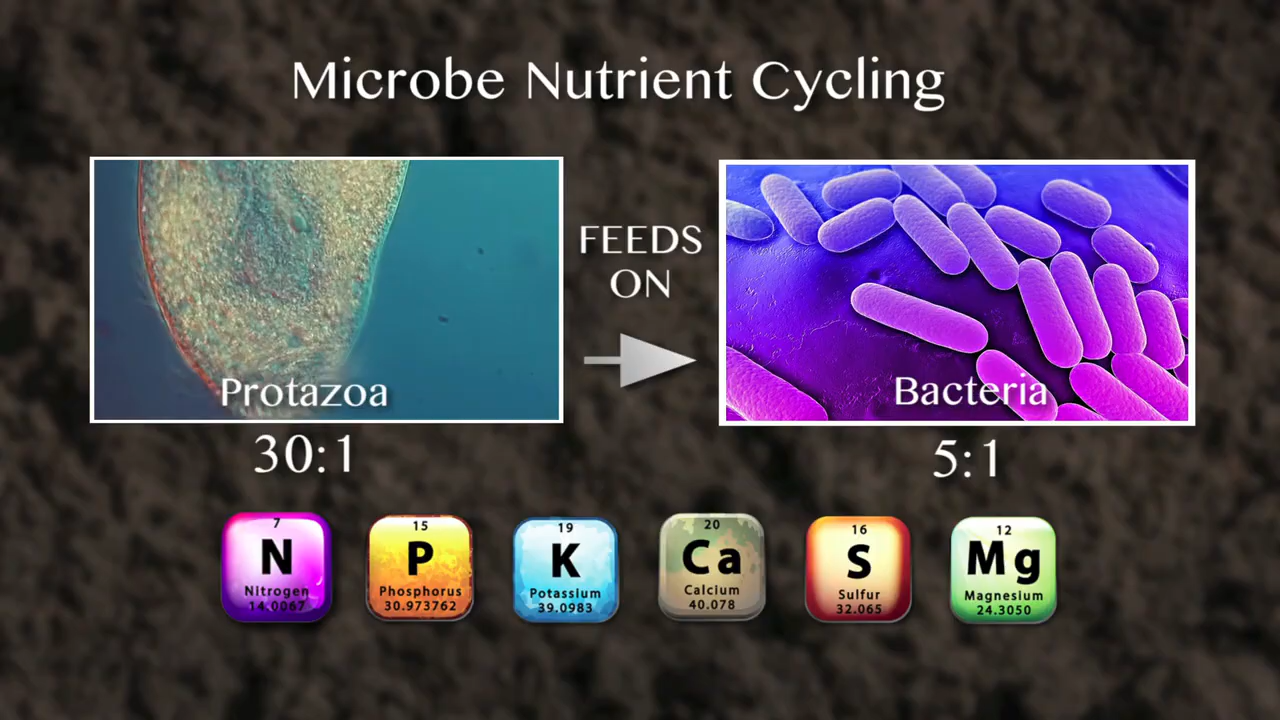 Microbe Nutrient Cycling
FEEDS
ON
Protazoa
Bacteria
30:1
5:1
7
N
Nitrogen
14.0067
15
P
Phosphorus
30.973762
19
K
Potassium
39.0983
20
Ca
Calcium
40.078
16
S
Sulfur
32.065
12
Mg
Magnesium
24.3050